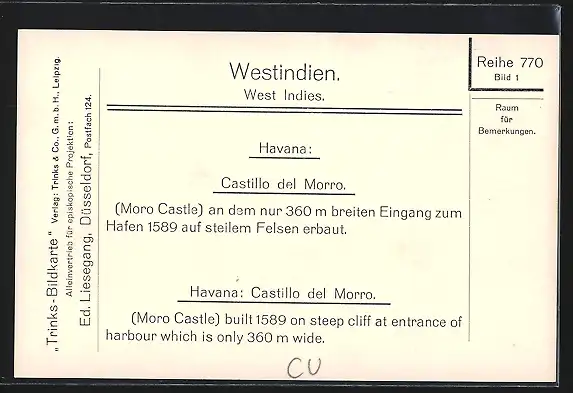 „Trinks-Bildkarte" Verlag: Trinks & Co., G. m. b. H., Leipzig.
Alleinvertrieb für episkopische Projektion:
Ed. Liesegang, Düsseldorf, Postfach 124.
Westindien.
West Indies.
Reihe 770
Bild 1
Raum
für
Bemerkungen.
Havana:
Castillo del Morro.
(Moro Castle) an dem nur 360 m breiten Eingang zum
Hafen 1589 auf steilem Felsen erbaut.
Havana: Castillo del Morro.
(Moro Castle) built 1589 on steep cliff at entrance of
harbour which is only 360 m wide.
CU